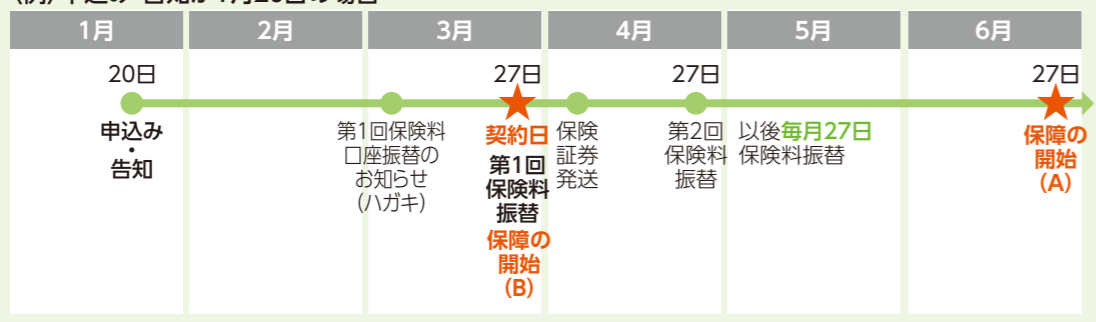 1月
2月
3月
4月
5月
6月
20日
申込み
・
告知
第1回保険料
口座振替の
お知らせ
(ハガキ)
27日
契約日
第1回
保険料
振替
保障の
開始
(B)
保険
証券
発送
27日
第2回
保険料
振替
以後毎月27日
保険料振替
27日
保障の
開始
(A)